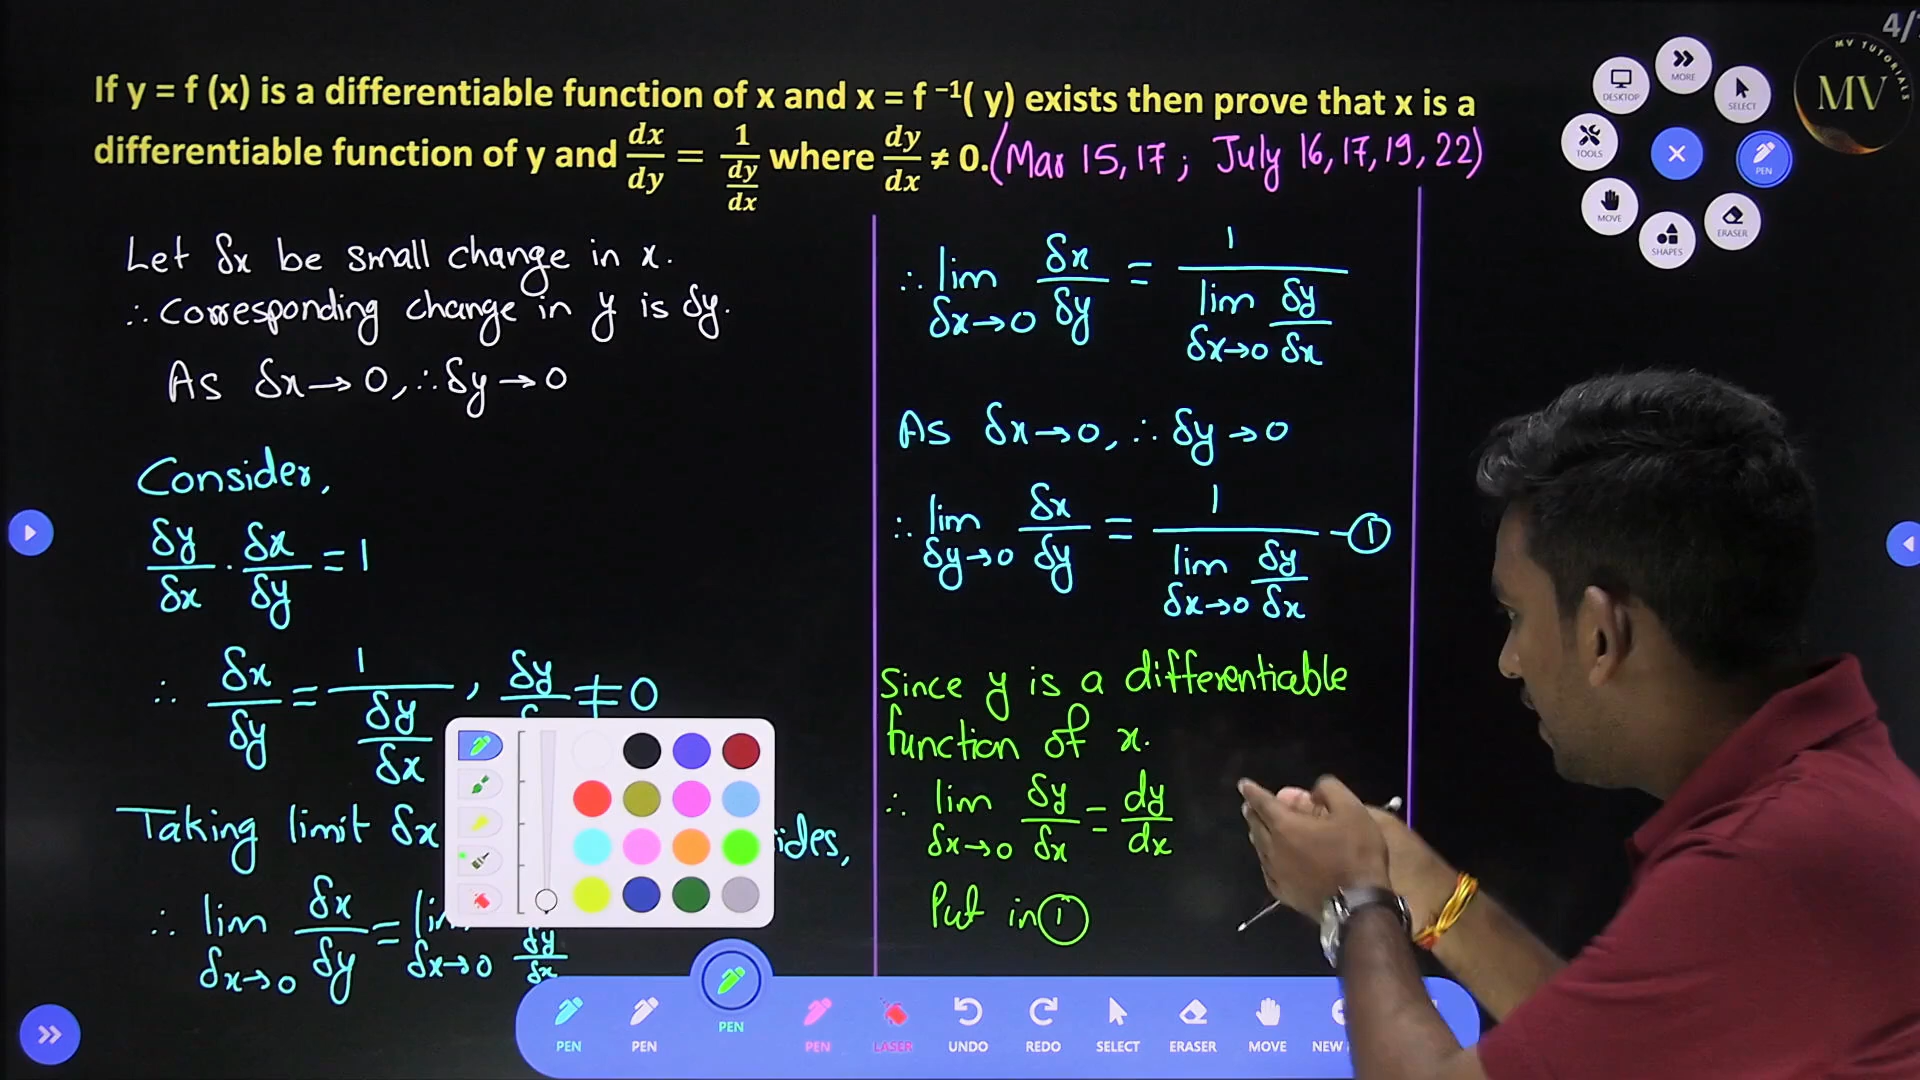 4/
MV TUTORIALS
MV
If y = f (x) is a differentiable function of x and x = f ⁻¹( y) exists then prove that x is a
differentiable function of y and dx/dy = 1/(dy/dx) where dy/dx ≠ 0. (Mar 15, 17 ; July 16, 17, 19, 22)
MORE
DESKTOP
SELECT
TOOLS
PEN
MOVE
ERASER
SHAPES
Let δx be small change in x.
∴ Corresponding change in y is δy.
As δx → 0, ∴ δy → 0
Consider,
δy/δx . δx/δy = 1
∴ δx/δy = 1/(δy/δx) , δy ≠ 0
Taking limit δx ides,
∴ lim δx→0 δx/δy = lim δx→0 δy/δx
∴ lim δx→0 δx/δy = 1/(lim δx→0 δy/δx)
As δx → 0, ∴ δy → 0
∴ lim δy→0 δx/δy = 1/(lim δx→0 δy/δx) - ①
Since y is a differentiable
function of x.
∴ lim δx→0 δy/δx = dy/dx
Put in ①
PEN PEN PEN PEN LASER UNDO REDO SELECT ERASER MOVE NEW